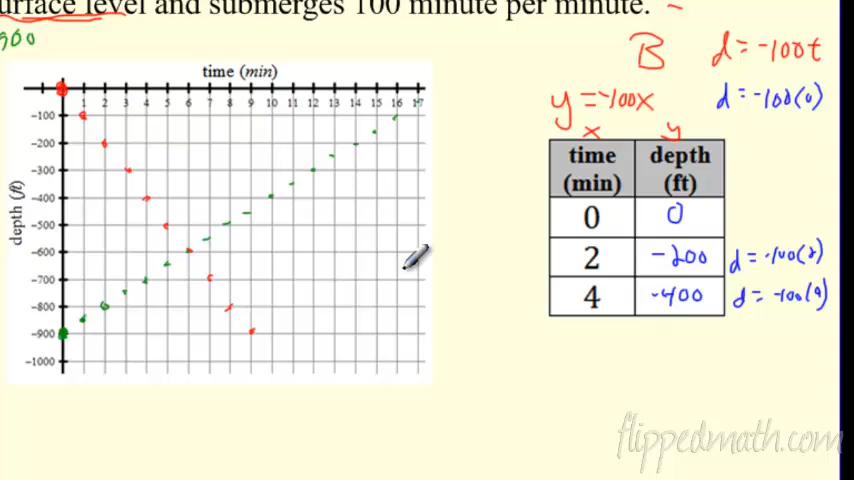 urface level and submerges 100 minute per minute.
900
B d = -100t
y = -100x d = -100(0)
x y
time (min)
1 2 3 4 5 6 7 8 9 10 11 12 13 14 15 16 17
depth (ft)
-100
-200
-300
-400
-500
-600
-700
-800
-900
-1000
time (min) depth (ft)
0 0
2 -200 d = -100(2)
4 -400 d = -100(4)
flippedmath.com